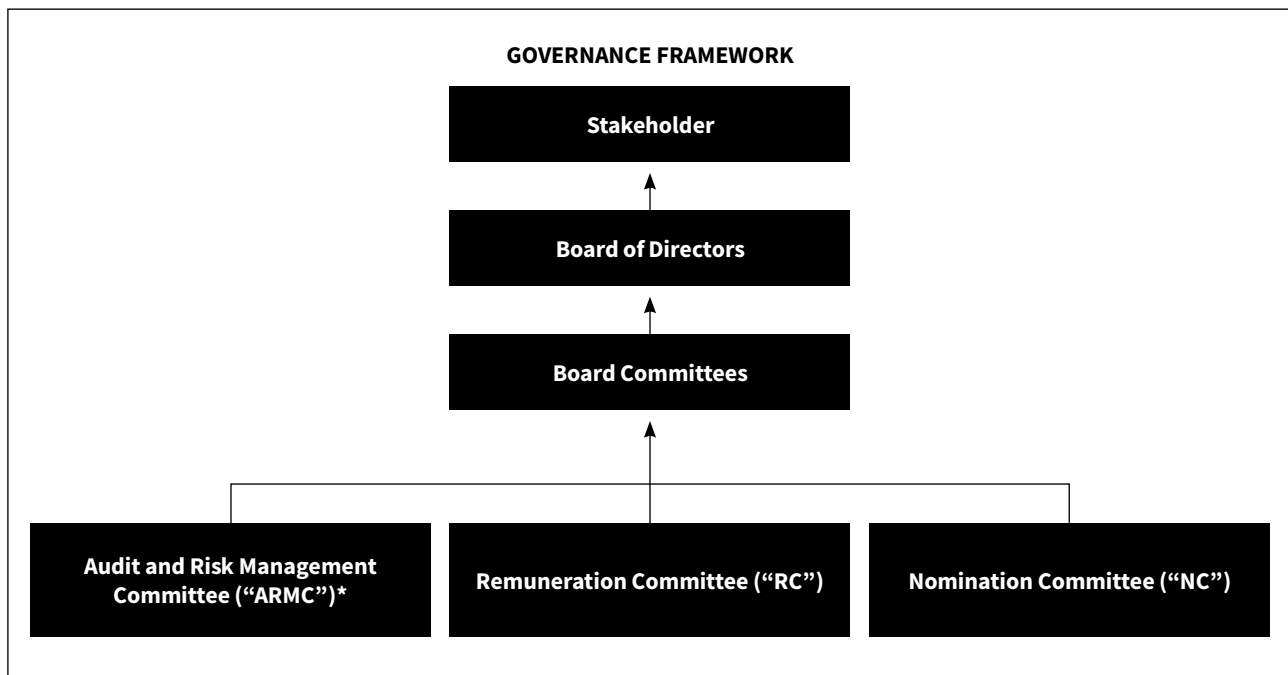 GOVERNANCE FRAMEWORK
Stakeholder
Board of Directors
Board Committees
Audit and Risk Management
Committee (“ARMC”)*
Remuneration Committee (“RC”)
Nomination Committee (“NC”)